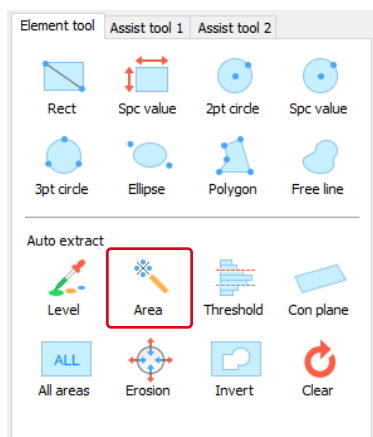 Element tool Assist tool 1 Assist tool 2
Rect Spc value 2pt circle Spc value
3pt circle Ellipse Polygon Free line
Auto extract
Level Area Threshold Con plane
ALL
All areas Erosion Invert Clear